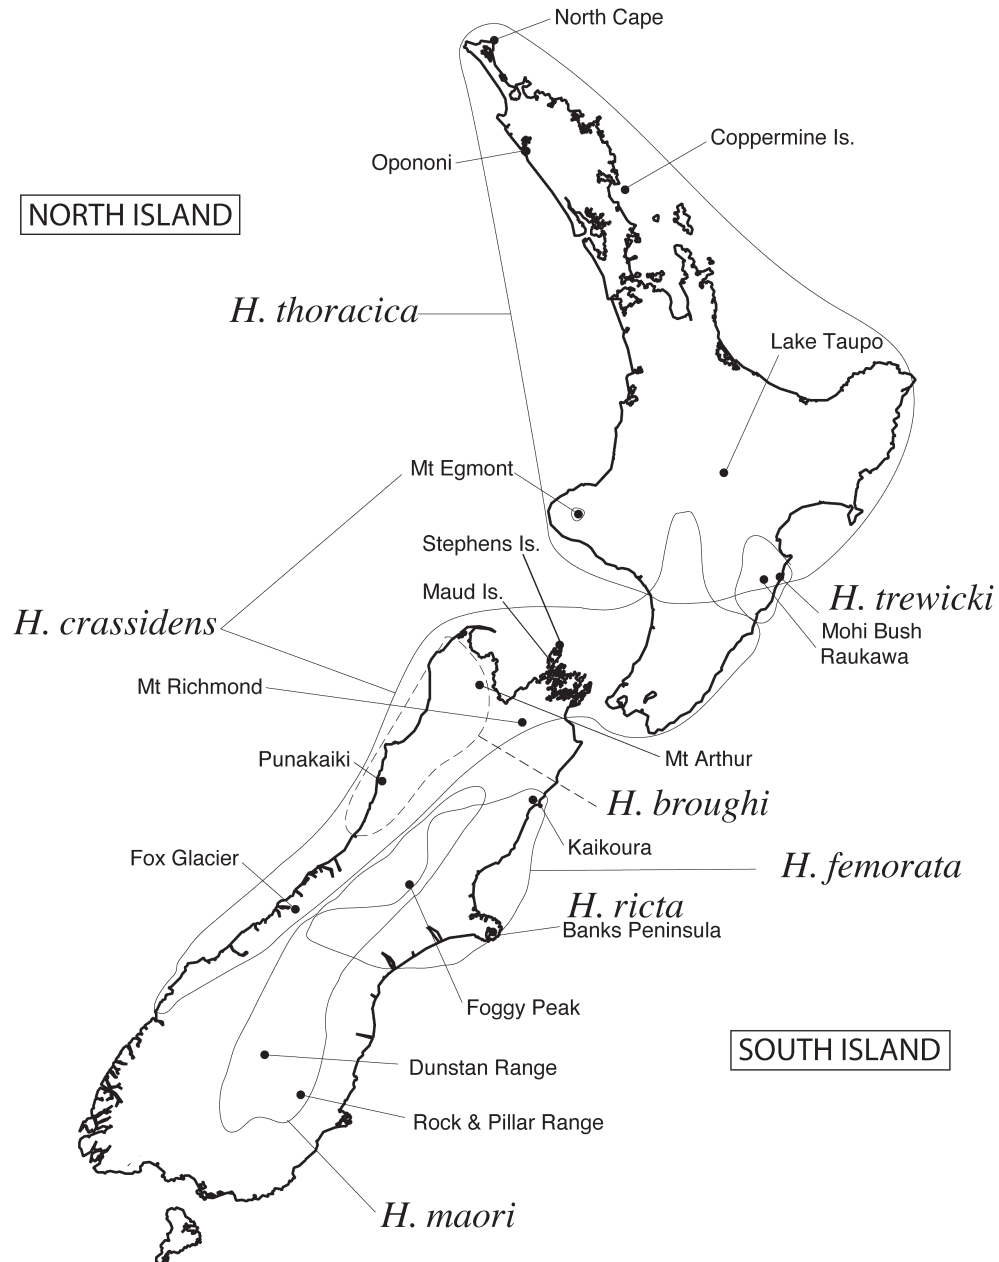 North Cape
Coppermine Is.
Opononi
NORTH ISLAND
H. thoracica
Lake Taupo
Mt Egmont
Stephens Is.
Maud Is.
H. trewicki
H. crassidens
Mohi Bush
Raukawa
Mt Richmond
Mt Arthur
Punakaiki
H. broughi
Kaikoura
Fox Glacier
H. femorata
H. ricta
Banks Peninsula
Foggy Peak
SOUTH ISLAND
Dunstan Range
Rock & Pillar Range
H. maori